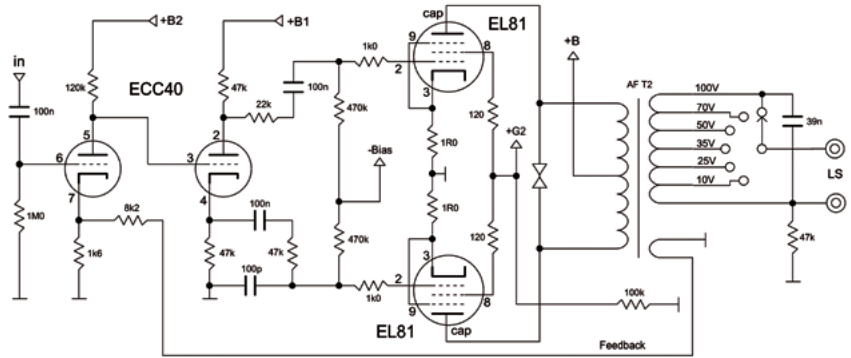 cap
EL81
+B2
+B1
9
8
in
1k0
2
+B
120k
ECC40
47k
100n
3
AF T2
100V
100n
22k
470k
120
70V
39n
5
2
1R0
+G2
50V
6
3
-Bias
35V
LS
7
4
25V
1R0
10V
8k2
100n
1M0
470k
120
1k6
47k
47k
3
47k
100p
2
1k0
8
100k
9
EL81
cap
Feedback